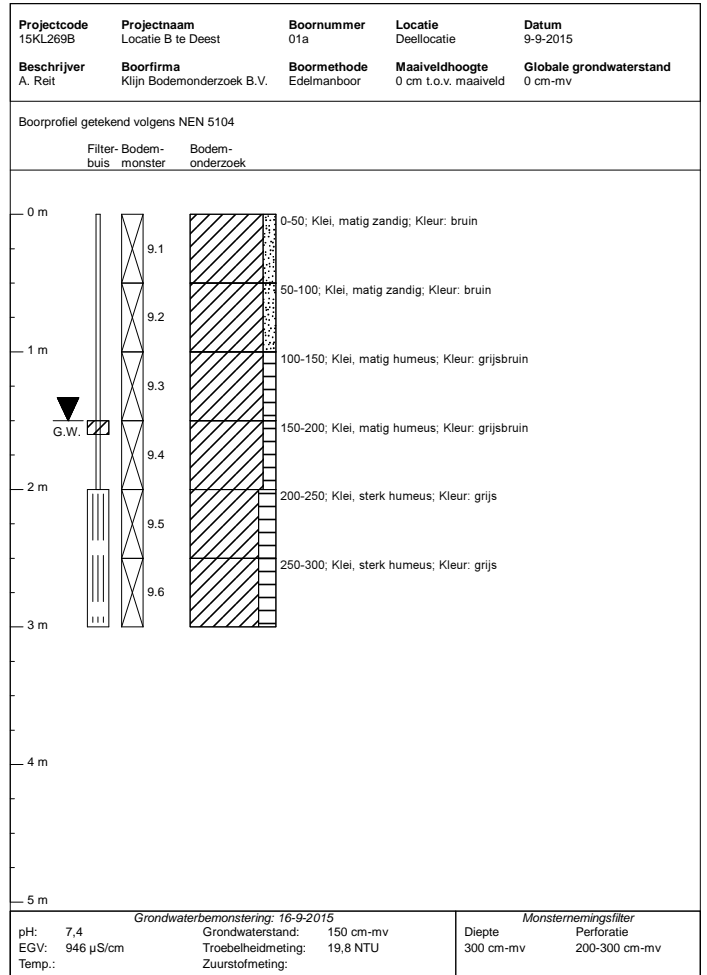 Projectcode Projectnaam Boornummer Locatie Datum
15KL269B Locatie B te Deest 01a Deellocatie 9-9-2015
Beschrijver Boorfirma Boormethode Maaiveldhoogte Globale grondwaterstand
A. Reit Klijn Bodemonderzoek B.V. Edelmanboor 0 cm t.o.v. maaiveld 0 cm-mv
Boorprofiel getekend volgens NEN 5104
Filter- Bodem- Bodem-
buis monster onderzoek
0 m
0-50; Klei, matig zandig; Kleur: bruin
9.1
50-100; Klei, matig zandig; Kleur: bruin
9.2
1 m
100-150; Klei, matig humeus; Kleur: grijsbruin
9.3
150-200; Klei, matig humeus; Kleur: grijsbruin
G.W.
9.4
2 m
200-250; Klei, sterk humeus; Kleur: grijs
9.5
250-300; Klei, sterk humeus; Kleur: grijs
9.6
3 m
4 m
5 m
Grondwaterbemonstering: 16-9-2015 Monsternemingsfilter
pH: 7,4 Grondwaterstand: 150 cm-mv Diepte Perforatie
EGV: 946 µS/cm Troebelheidmeting: 19,8 NTU 300 cm-mv 200-300 cm-mv
Temp.: Zuurstofmeting: